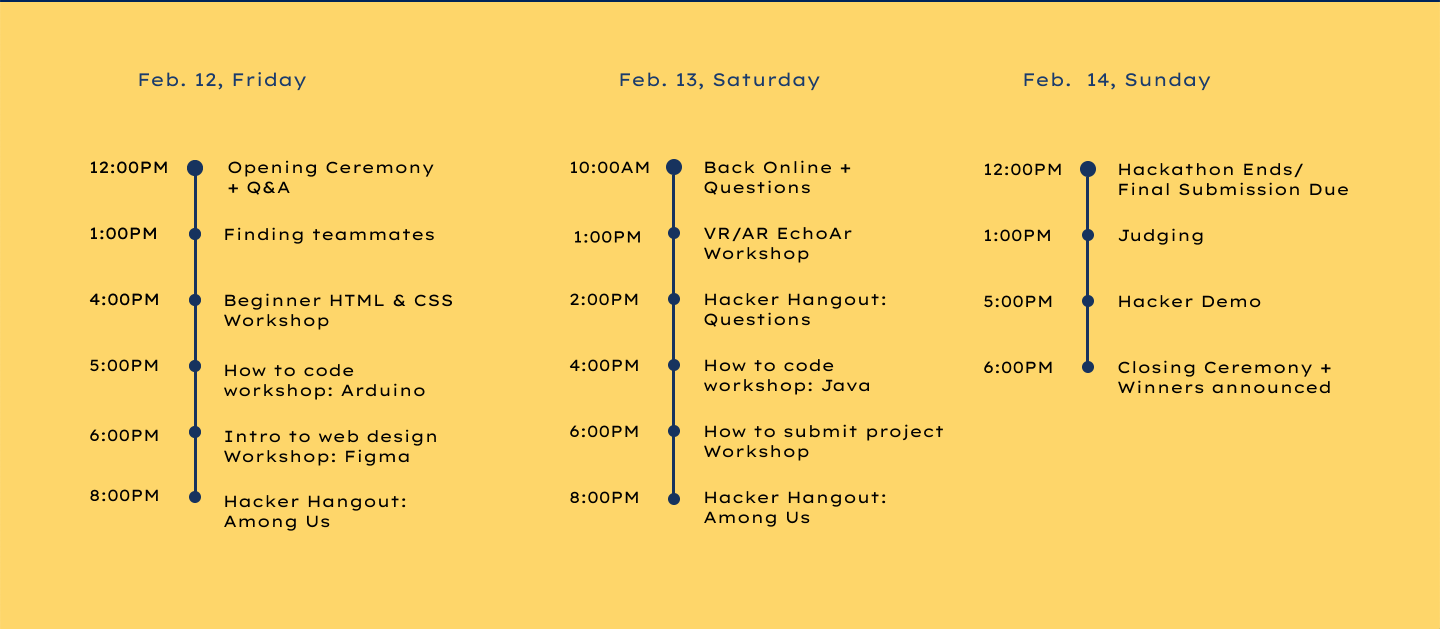 Feb. 12, Friday
12:00PM
Opening Ceremony
+ Q&A
1:00PM
Finding teammates
4:00PM
Beginner HTML & CSS
Workshop
5:00PM
How to code
workshop: Arduino
6:00PM
Intro to web design
Workshop: Figma
8:00PM
Hacker Hangout:
Among Us
Feb. 13, Saturday
10:00AM
Back Online +
Questions
1:00PM
VR/AR EchoAr
Workshop
2:00PM
Hacker Hangout:
Questions
4:00PM
How to code
workshop: Java
6:00PM
How to submit project
Workshop
8:00PM
Hacker Hangout:
Among Us
Feb. 14, Sunday
12:00PM
Hackathon Ends/
Final Submission Due
1:00PM
Judging
5:00PM
Hacker Demo
6:00PM
Closing Ceremony +
Winners announced